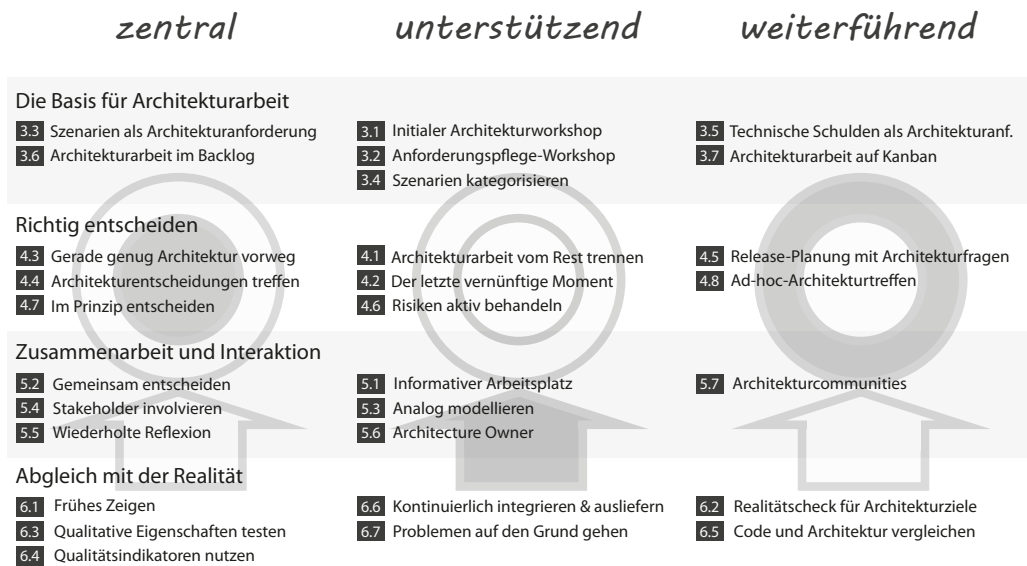 zentral unterstützend weiterführend
Die Basis für Architekturarbeit
3.3 Szenarien als Architekturanforderung 3.1 Initialer Architekturworkshop 3.5 Technische Schulden als Architekturanf.
3.6 Architekturarbeit im Backlog 3.2 Anforderungspflege-Workshop 3.7 Architekturarbeit auf Kanban
3.4 Szenarien kategorisieren
Richtig entscheiden
4.3 Gerade genug Architektur vorweg 4.1 Architekturarbeit vom Rest trennen 4.5 Release-Planung mit Architekturfragen
4.4 Architekturentscheidungen treffen 4.2 Der letzte vernünftige Moment 4.8 Ad-hoc-Architekturtreffen
4.7 Im Prinzip entscheiden 4.6 Risiken aktiv behandeln
Zusammenarbeit und Interaktion
5.2 Gemeinsam entscheiden 5.1 Informativer Arbeitsplatz 5.7 Architekturcommunities
5.4 Stakeholder involvieren 5.3 Analog modellieren
5.5 Wiederholte Reflexion 5.6 Architecture Owner
Abgleich mit der Realität
6.1 Frühes Zeigen 6.6 Kontinuierlich integrieren & ausliefern 6.2 Realitätscheck für Architekturziele
6.3 Qualitative Eigenschaften testen 6.7 Problemen auf den Grund gehen 6.5 Code und Architektur vergleichen
6.4 Qualitätsindikatoren nutzen